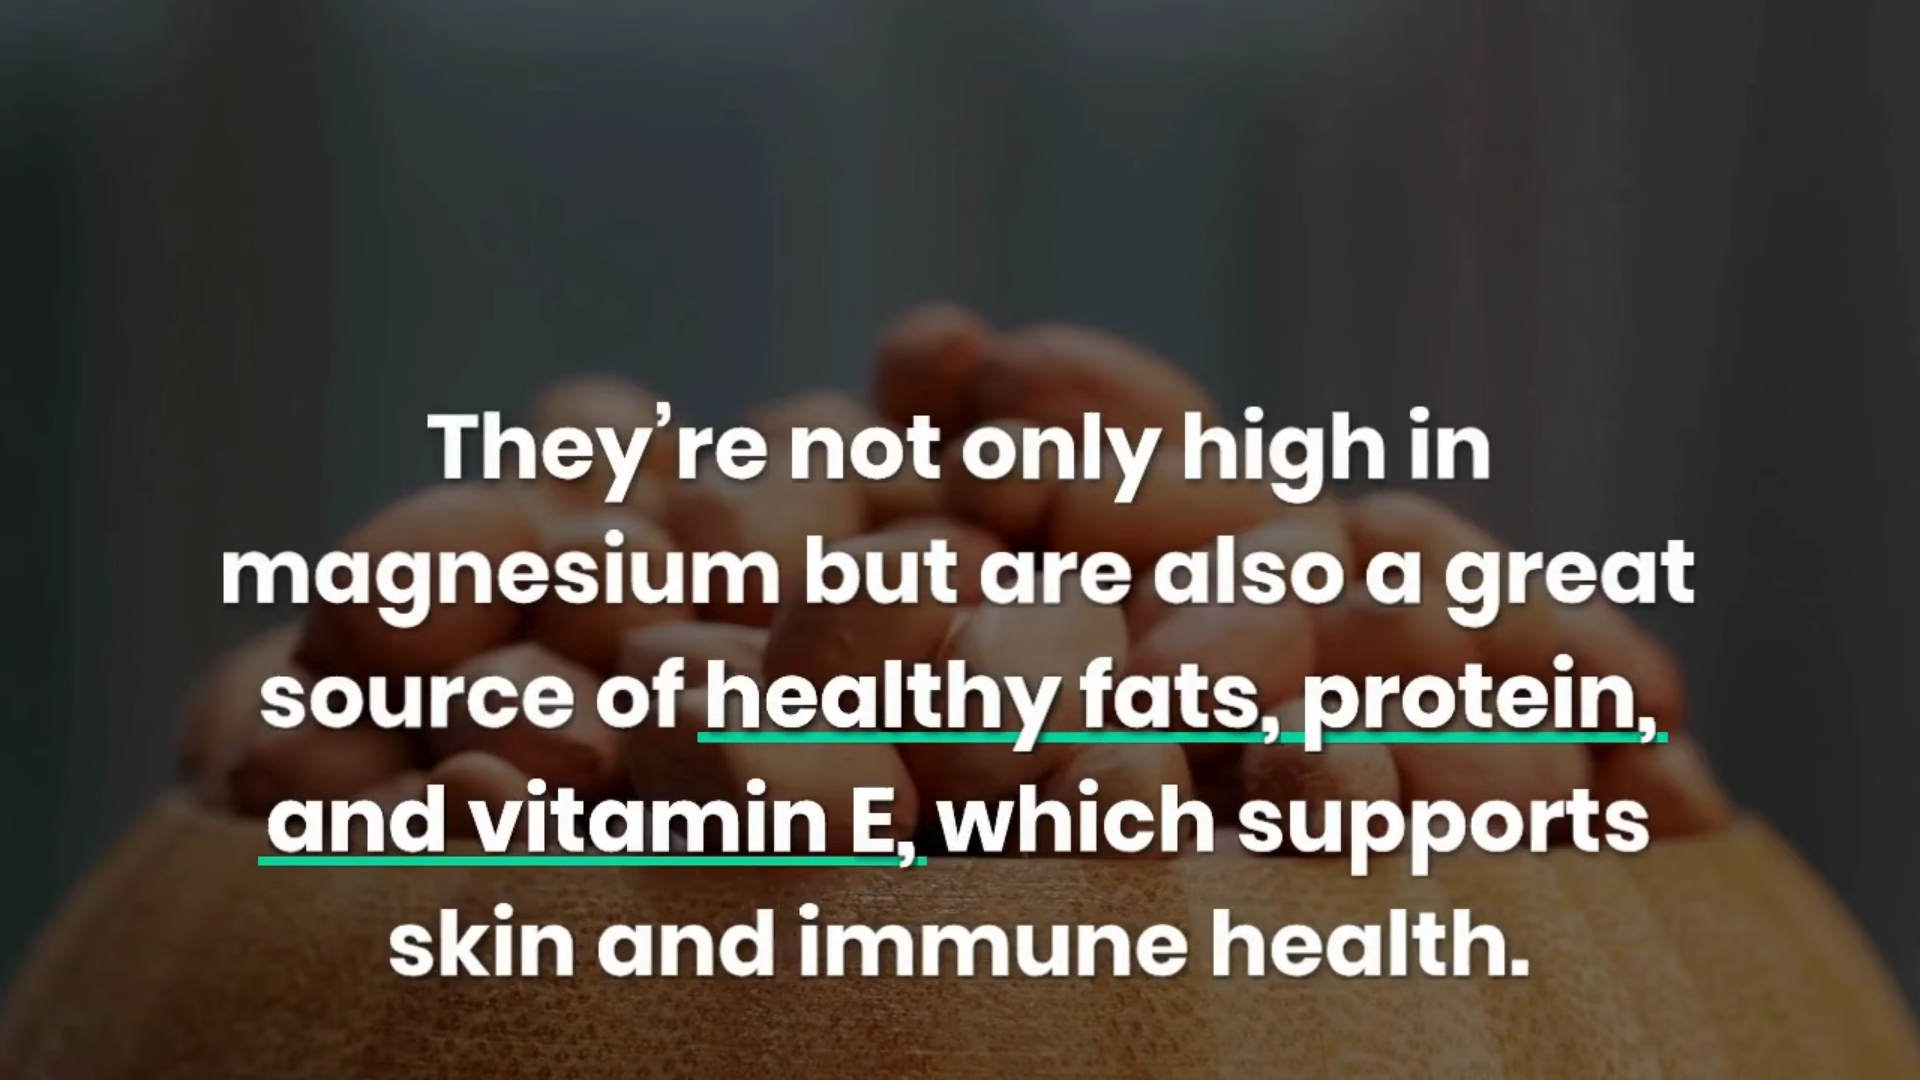 They’re not only high in
magnesium but are also a great
source of healthy fats, protein,
and vitamin E, which supports
skin and immune health.